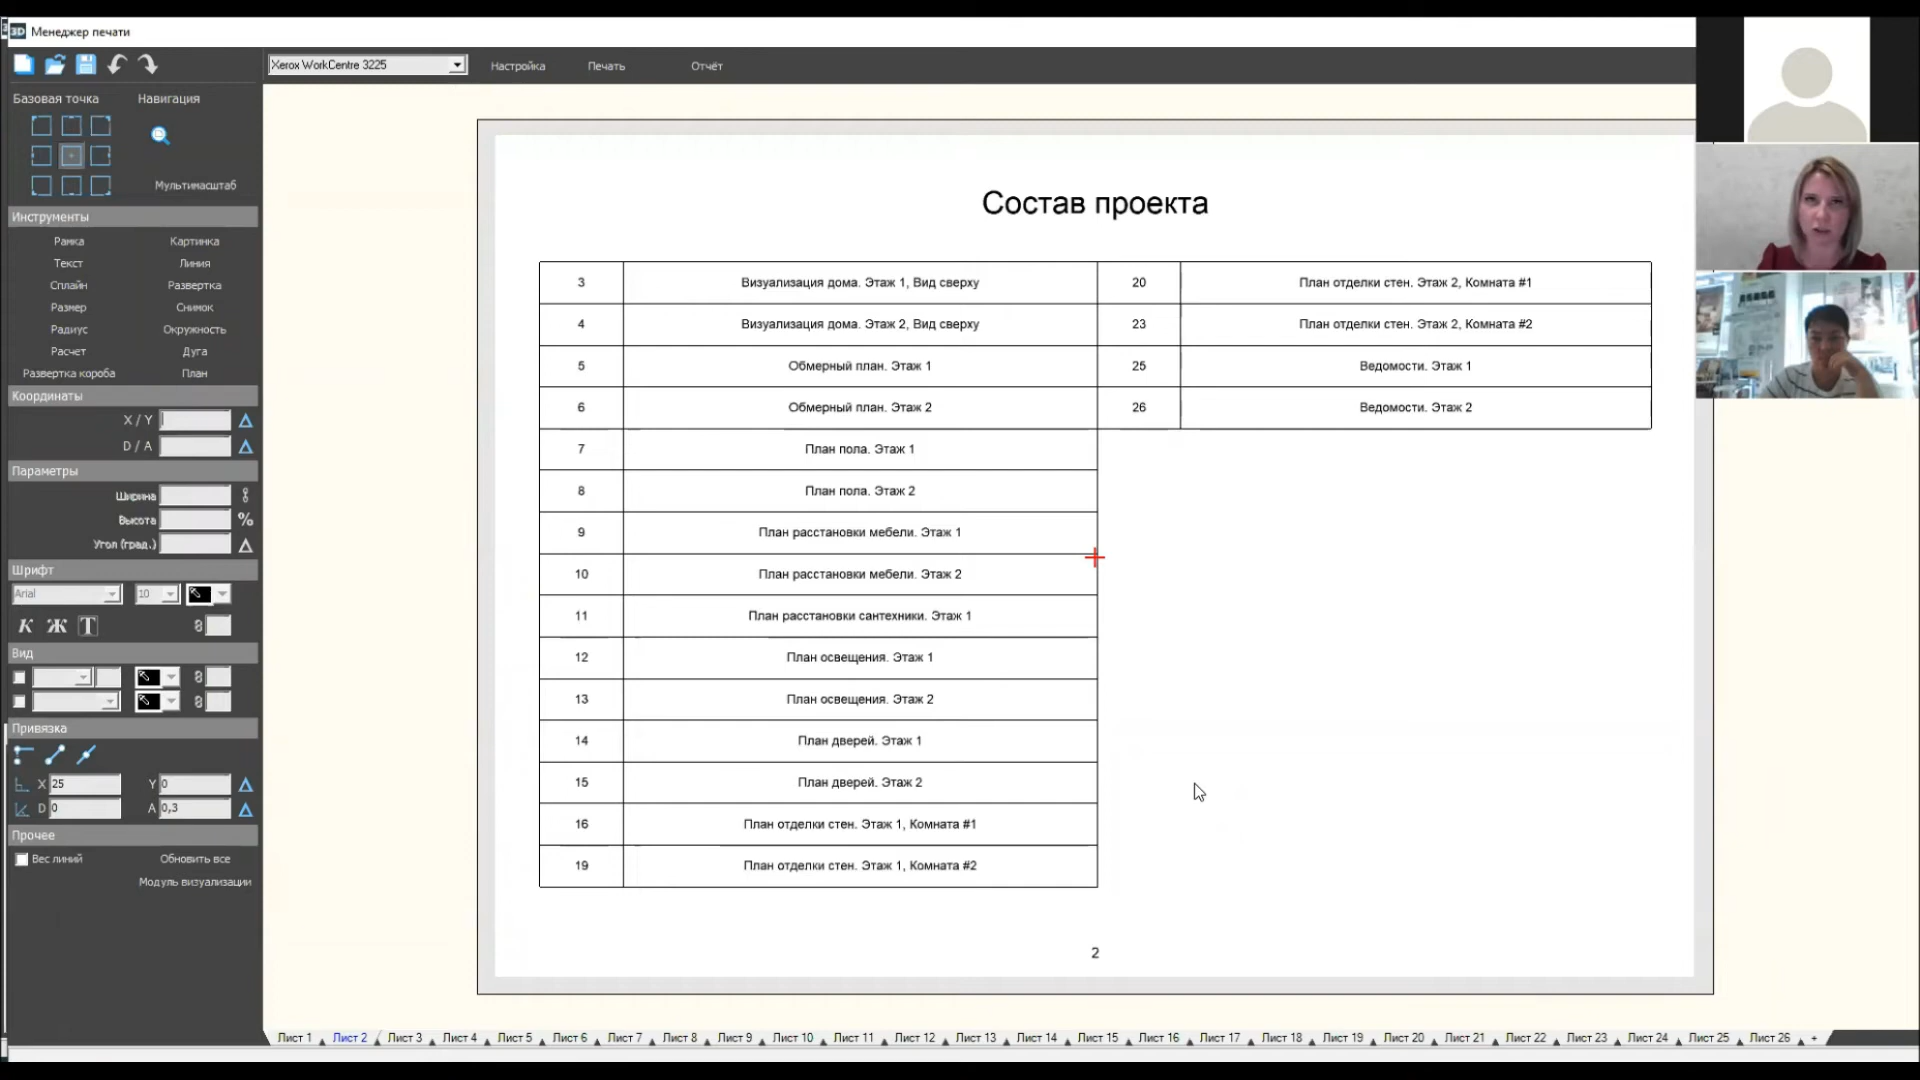 3D Менеджер печати
Xerox WorkCentre 3225
Настройка
Печать
Отчёт
Базовая точка
Навигация
Мультимасштаб
Инструменты
Рамка
Картинка
Текст
Линия
Сплайн
Развертка
Размер
Снимок
Радиус
Окружность
Расчет
Дуга
Развертка короба
План
Координаты
X / Y
D / A
Параметры
Ширина
Высота
%
Угол (град.)
Шрифт
Arial
10
К Ж Т
Вид
Привязка
X 25
Y 0
D 0
A 0,3
Прочее
Вес линий
Обновить все
Модуль визуализации
Состав проекта
3 Визуализация дома. Этаж 1, Вид сверху 20 План отделки стен. Этаж 2, Комната #1
4 Визуализация дома. Этаж 2, Вид сверху 23 План отделки стен. Этаж 2, Комната #2
5 Обмерный план. Этаж 1 25 Ведомости. Этаж 1
6 Обмерный план. Этаж 2 26 Ведомости. Этаж 2
7 План пола. Этаж 1
8 План пола. Этаж 2
9 План расстановки мебели. Этаж 1
10 План расстановки мебели. Этаж 2
11 План расстановки сантехники. Этаж 1
12 План освещения. Этаж 1
13 План освещения. Этаж 2
14 План дверей. Этаж 1
15 План дверей. Этаж 2
16 План отделки стен. Этаж 1, Комната #1
19 План отделки стен. Этаж 1, Комната #2
2
Лист 1 Лист 2 Лист 3 Лист 4 Лист 5 Лист 6 Лист 7 Лист 8 Лист 9 Лист 10 Лист 11 Лист 12 Лист 13 Лист 14 Лист 15 Лист 16 Лист 17 Лист 18 Лист 19 Лист 20 Лист 21 Лист 22 Лист 23 Лист 24 Лист 25 Лист 26 +